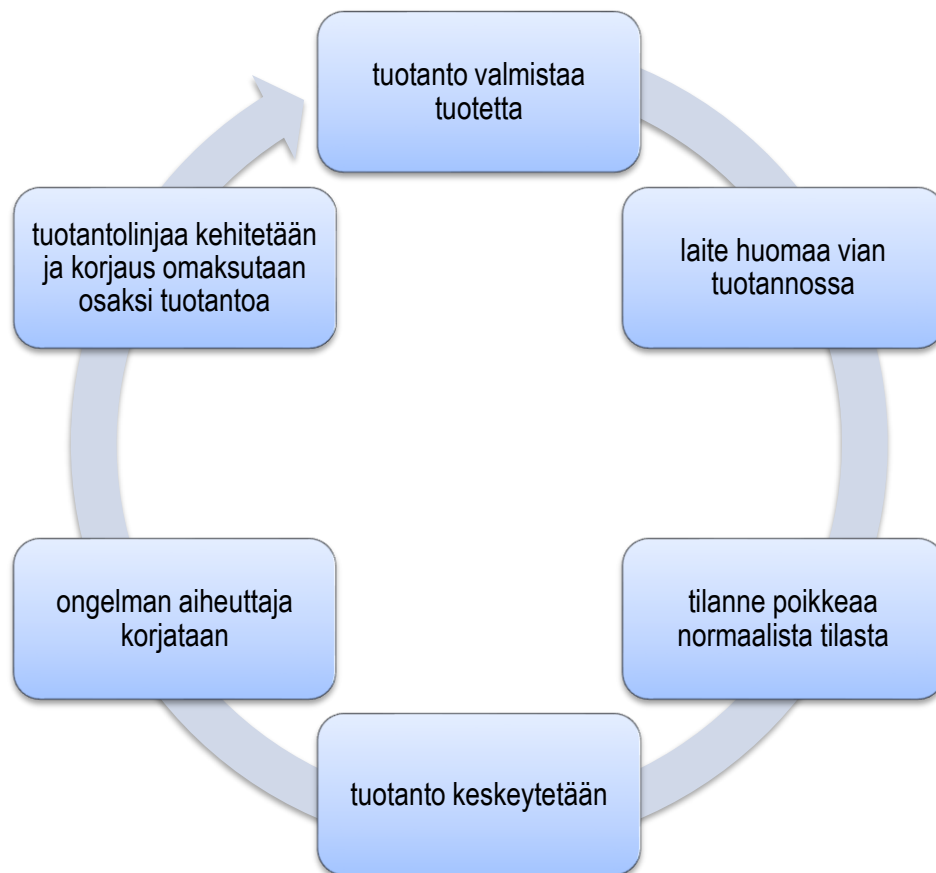 tuotanto valmistaa
tuotetta
laite huomaa vian
tuotannossa
tilanne poikkeaa
normaalista tilasta
tuotanto keskeytetään
ongelman aiheuttaja
korjataan
tuotantolinjaa kehitetään
ja korjaus omaksutaan
osaksi tuotantoa